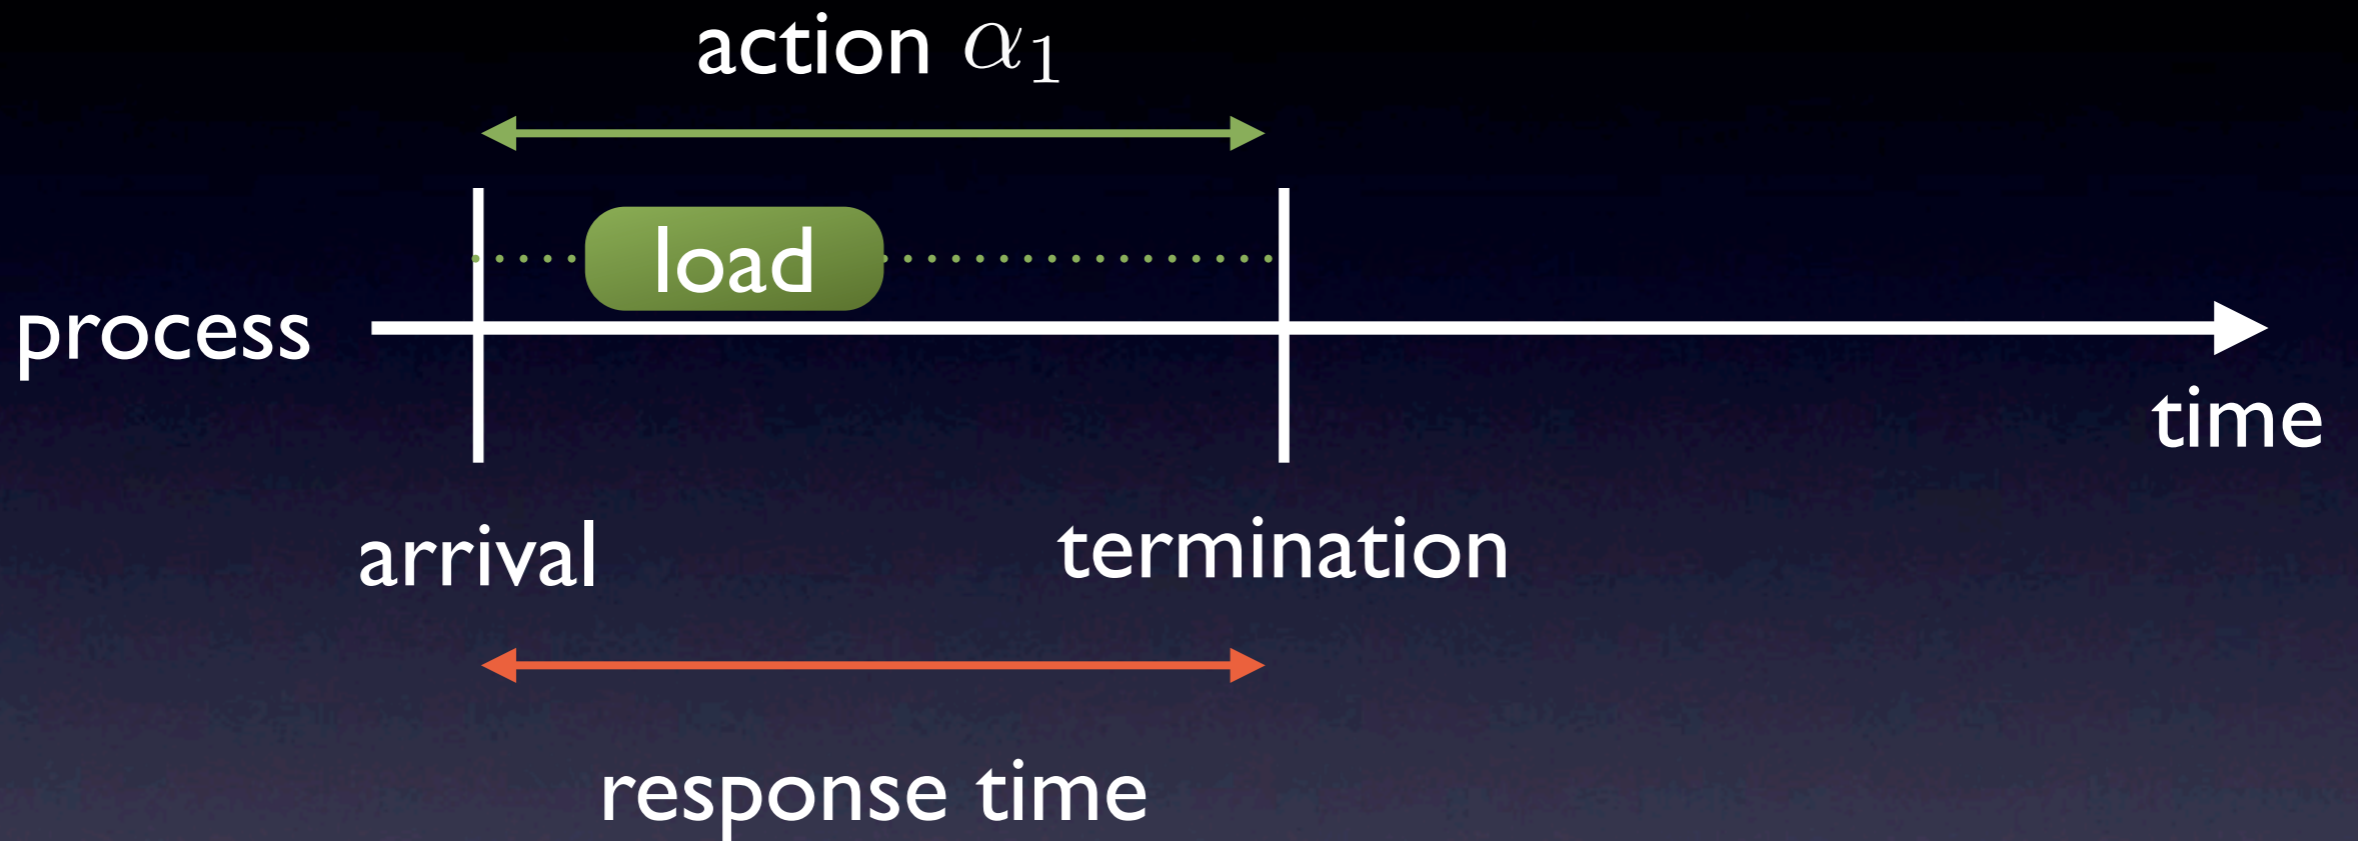 action α₁
load
process
time
arrival
termination
response time